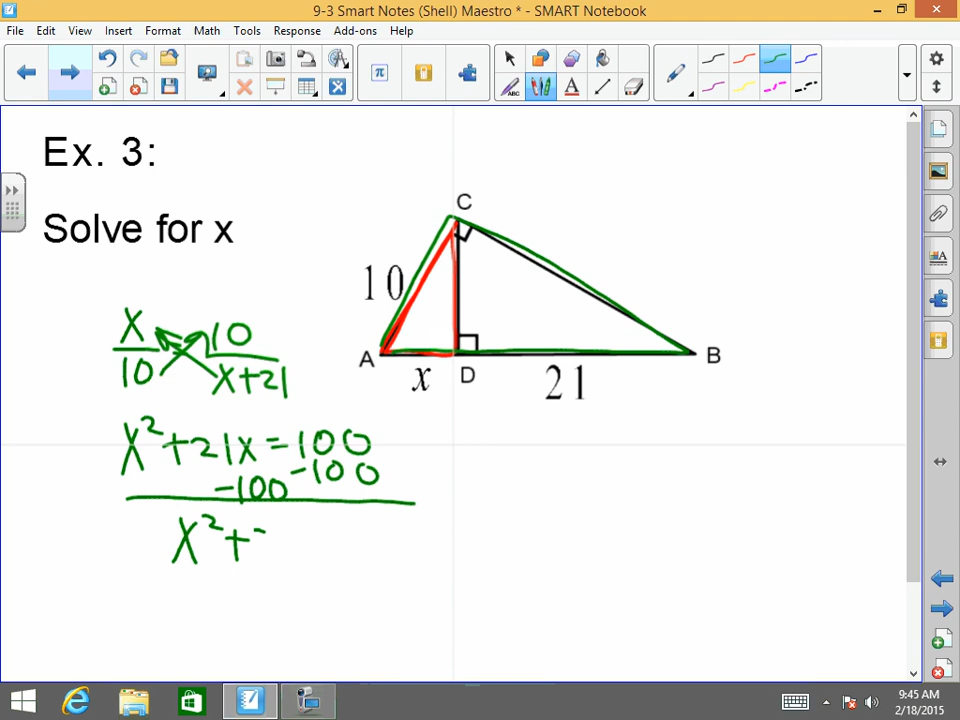 9-3 Smart Notes (Shell) Maestro * - SMART Notebook
File Edit View Insert Format Math Tools Response Add-ons Help
π
ABC
A
Ex. 3:
Solve for x
C
10
A
x
D
21
B
x/10 10/x+21
x²+21x=100
-100 -100
x²+
9:45 AM
2/18/2015